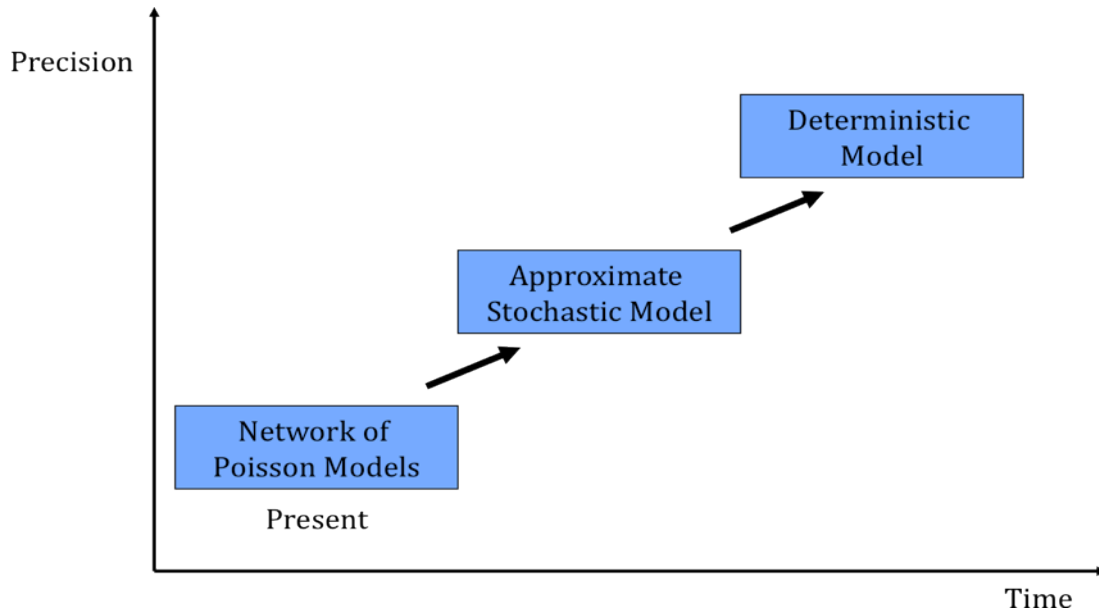 Precision
Deterministic
Model
Approximate
Stochastic Model
Network of
Poisson Models
Present
Time